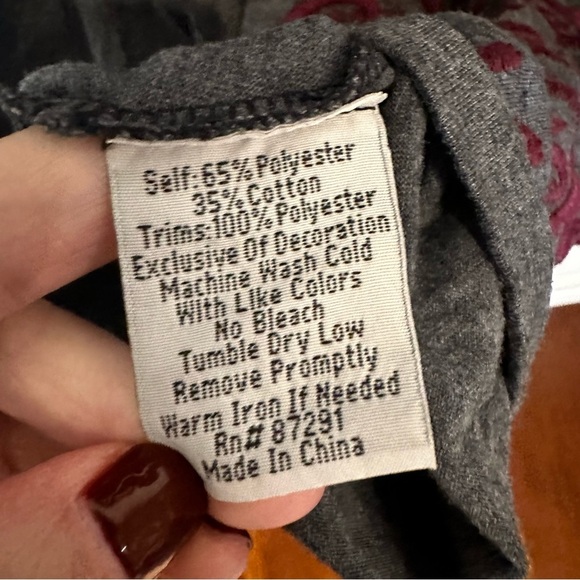 Self: 65% Polyester
35% Cotton
Trims: 100% Polyester
Exclusive Of Decoration
Machine Wash Cold
With Like Colors
No Bleach
Tumble Dry Low
Remove Promptly
Warm Iron If Needed
Rn# 87291
Made In China